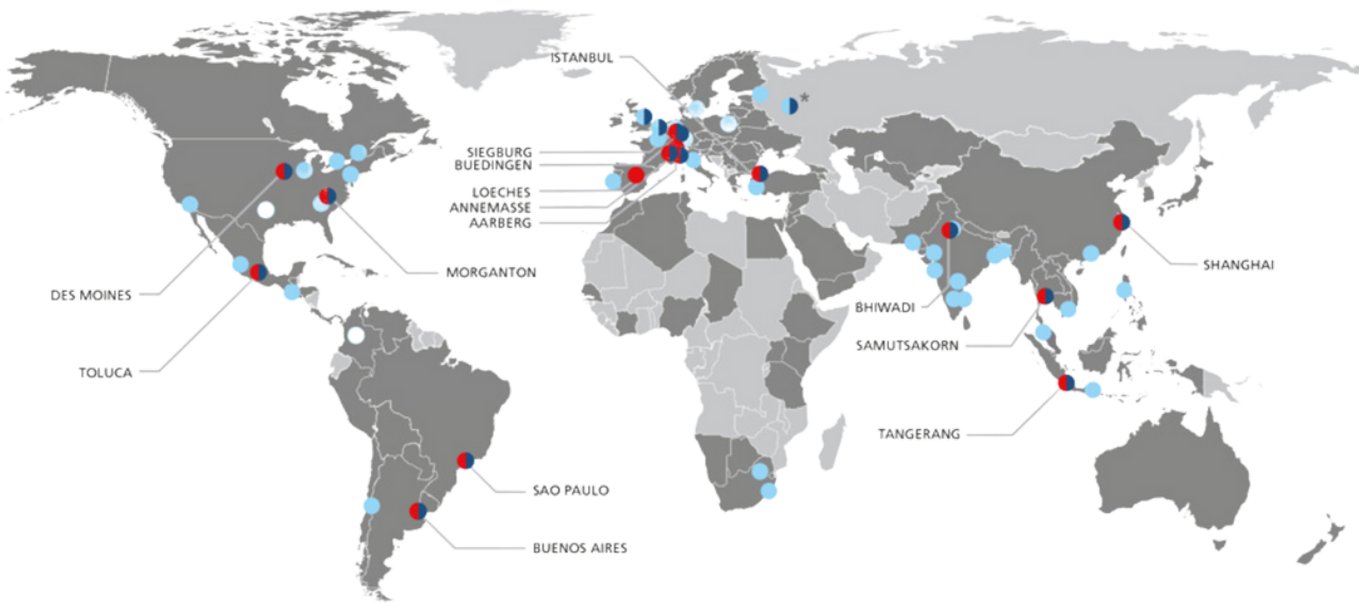 ISTANBUL
*
SIEGBURG
BUEDINGEN
LOECHES
ANNEMASSE
AARBERG
MORGANTON
DES MOINES
TOLUCA
SHANGHAI
BHIWADI
SAMUTSAKORN
TANGERANG
SAO PAULO
BUENOS AIRES